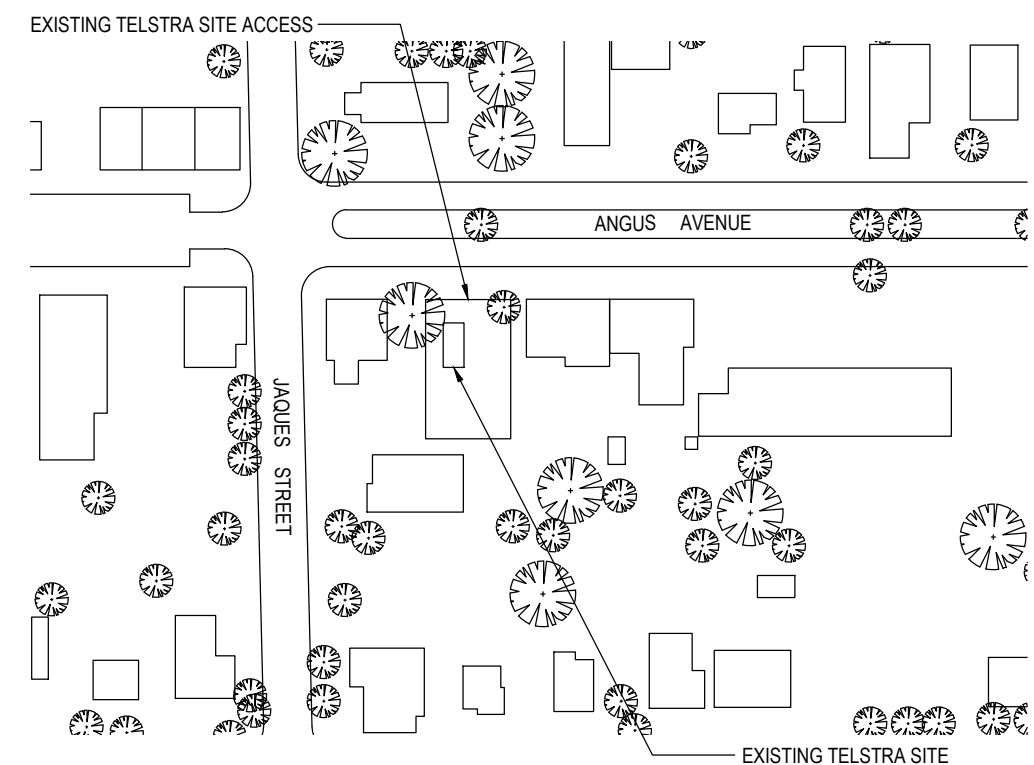 EXISTING TELSTRA SITE ACCESS
ANGUS AVENUE
JAQUES STREET
EXISTING TELSTRA SITE